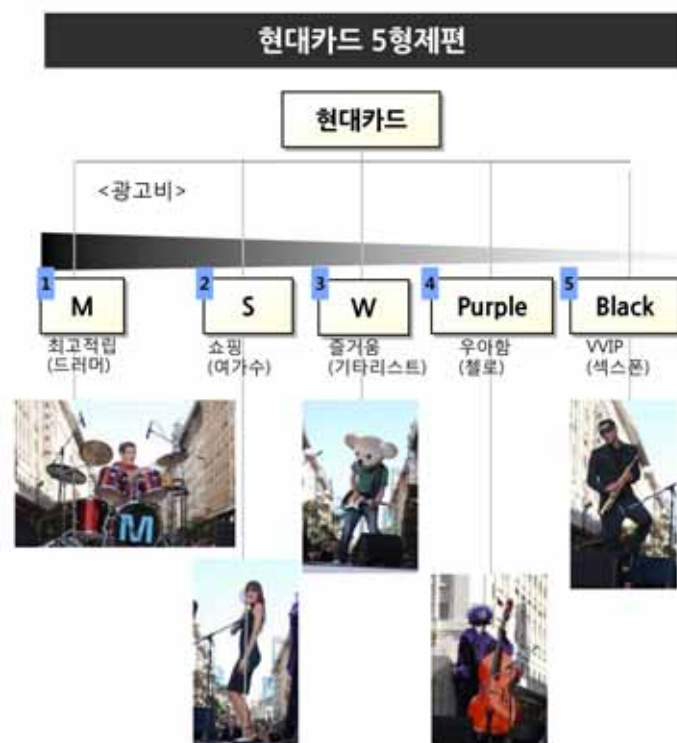 현대카드 5형제편
현대카드
<광고비>
1
M
최고적립
(드러머)
2
S
쇼핑
(여가수)
3
W
즐거움
(기타리스트)
4
Purple
우아함
(첼로)
5
Black
VVIP
(섹스폰)
M